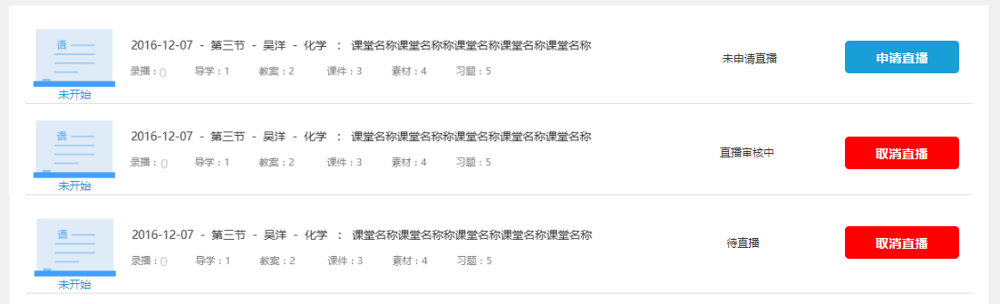 语
2016-12-07 - 第三节 - 吴洋 - 化学 : 课堂名称课堂名称称课堂名称课堂名称课堂名称
未申请直播
申请直播
录播:0 导学:1 教案:2 课件:3 素材:4 习题:5
未开始
语
2016-12-07 - 第三节 - 吴洋 - 化学 : 课堂名称课堂名称称课堂名称课堂名称课堂名称
直播审核中
取消直播
录播:0 导学:1 教案:2 课件:3 素材:4 习题:5
未开始
语
2016-12-07 - 第三节 - 吴洋 - 化学 : 课堂名称课堂名称称课堂名称课堂名称课堂名称
待直播
取消直播
录播:0 导学:1 教案:2 课件:3 素材:4 习题:5
未开始